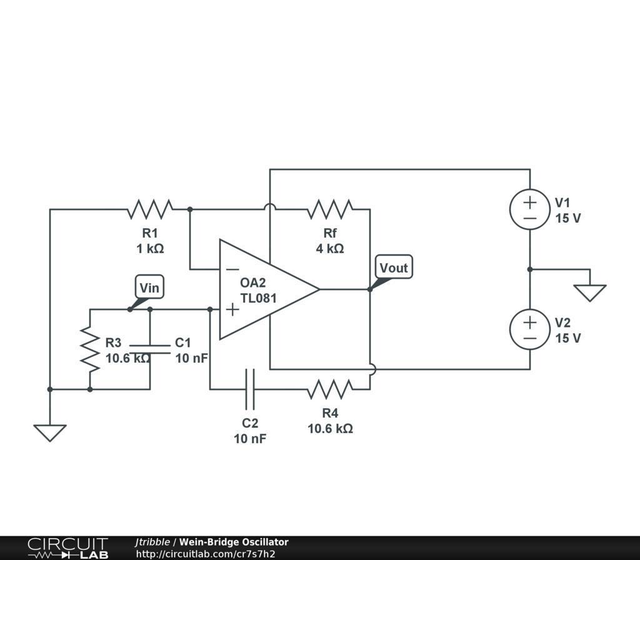 V1
15 V
R1
1 kΩ
Rf
4 kΩ
Vout
OA2
TL081
Vin
V2
15 V
R3
10.6 kΩ
C1
10 nF
R4
10.6 kΩ
C2
10 nF
CIRCUIT
LAB
Jtribble / Wein-Bridge Oscillator
http://circuitlab.com/cr7s7h2